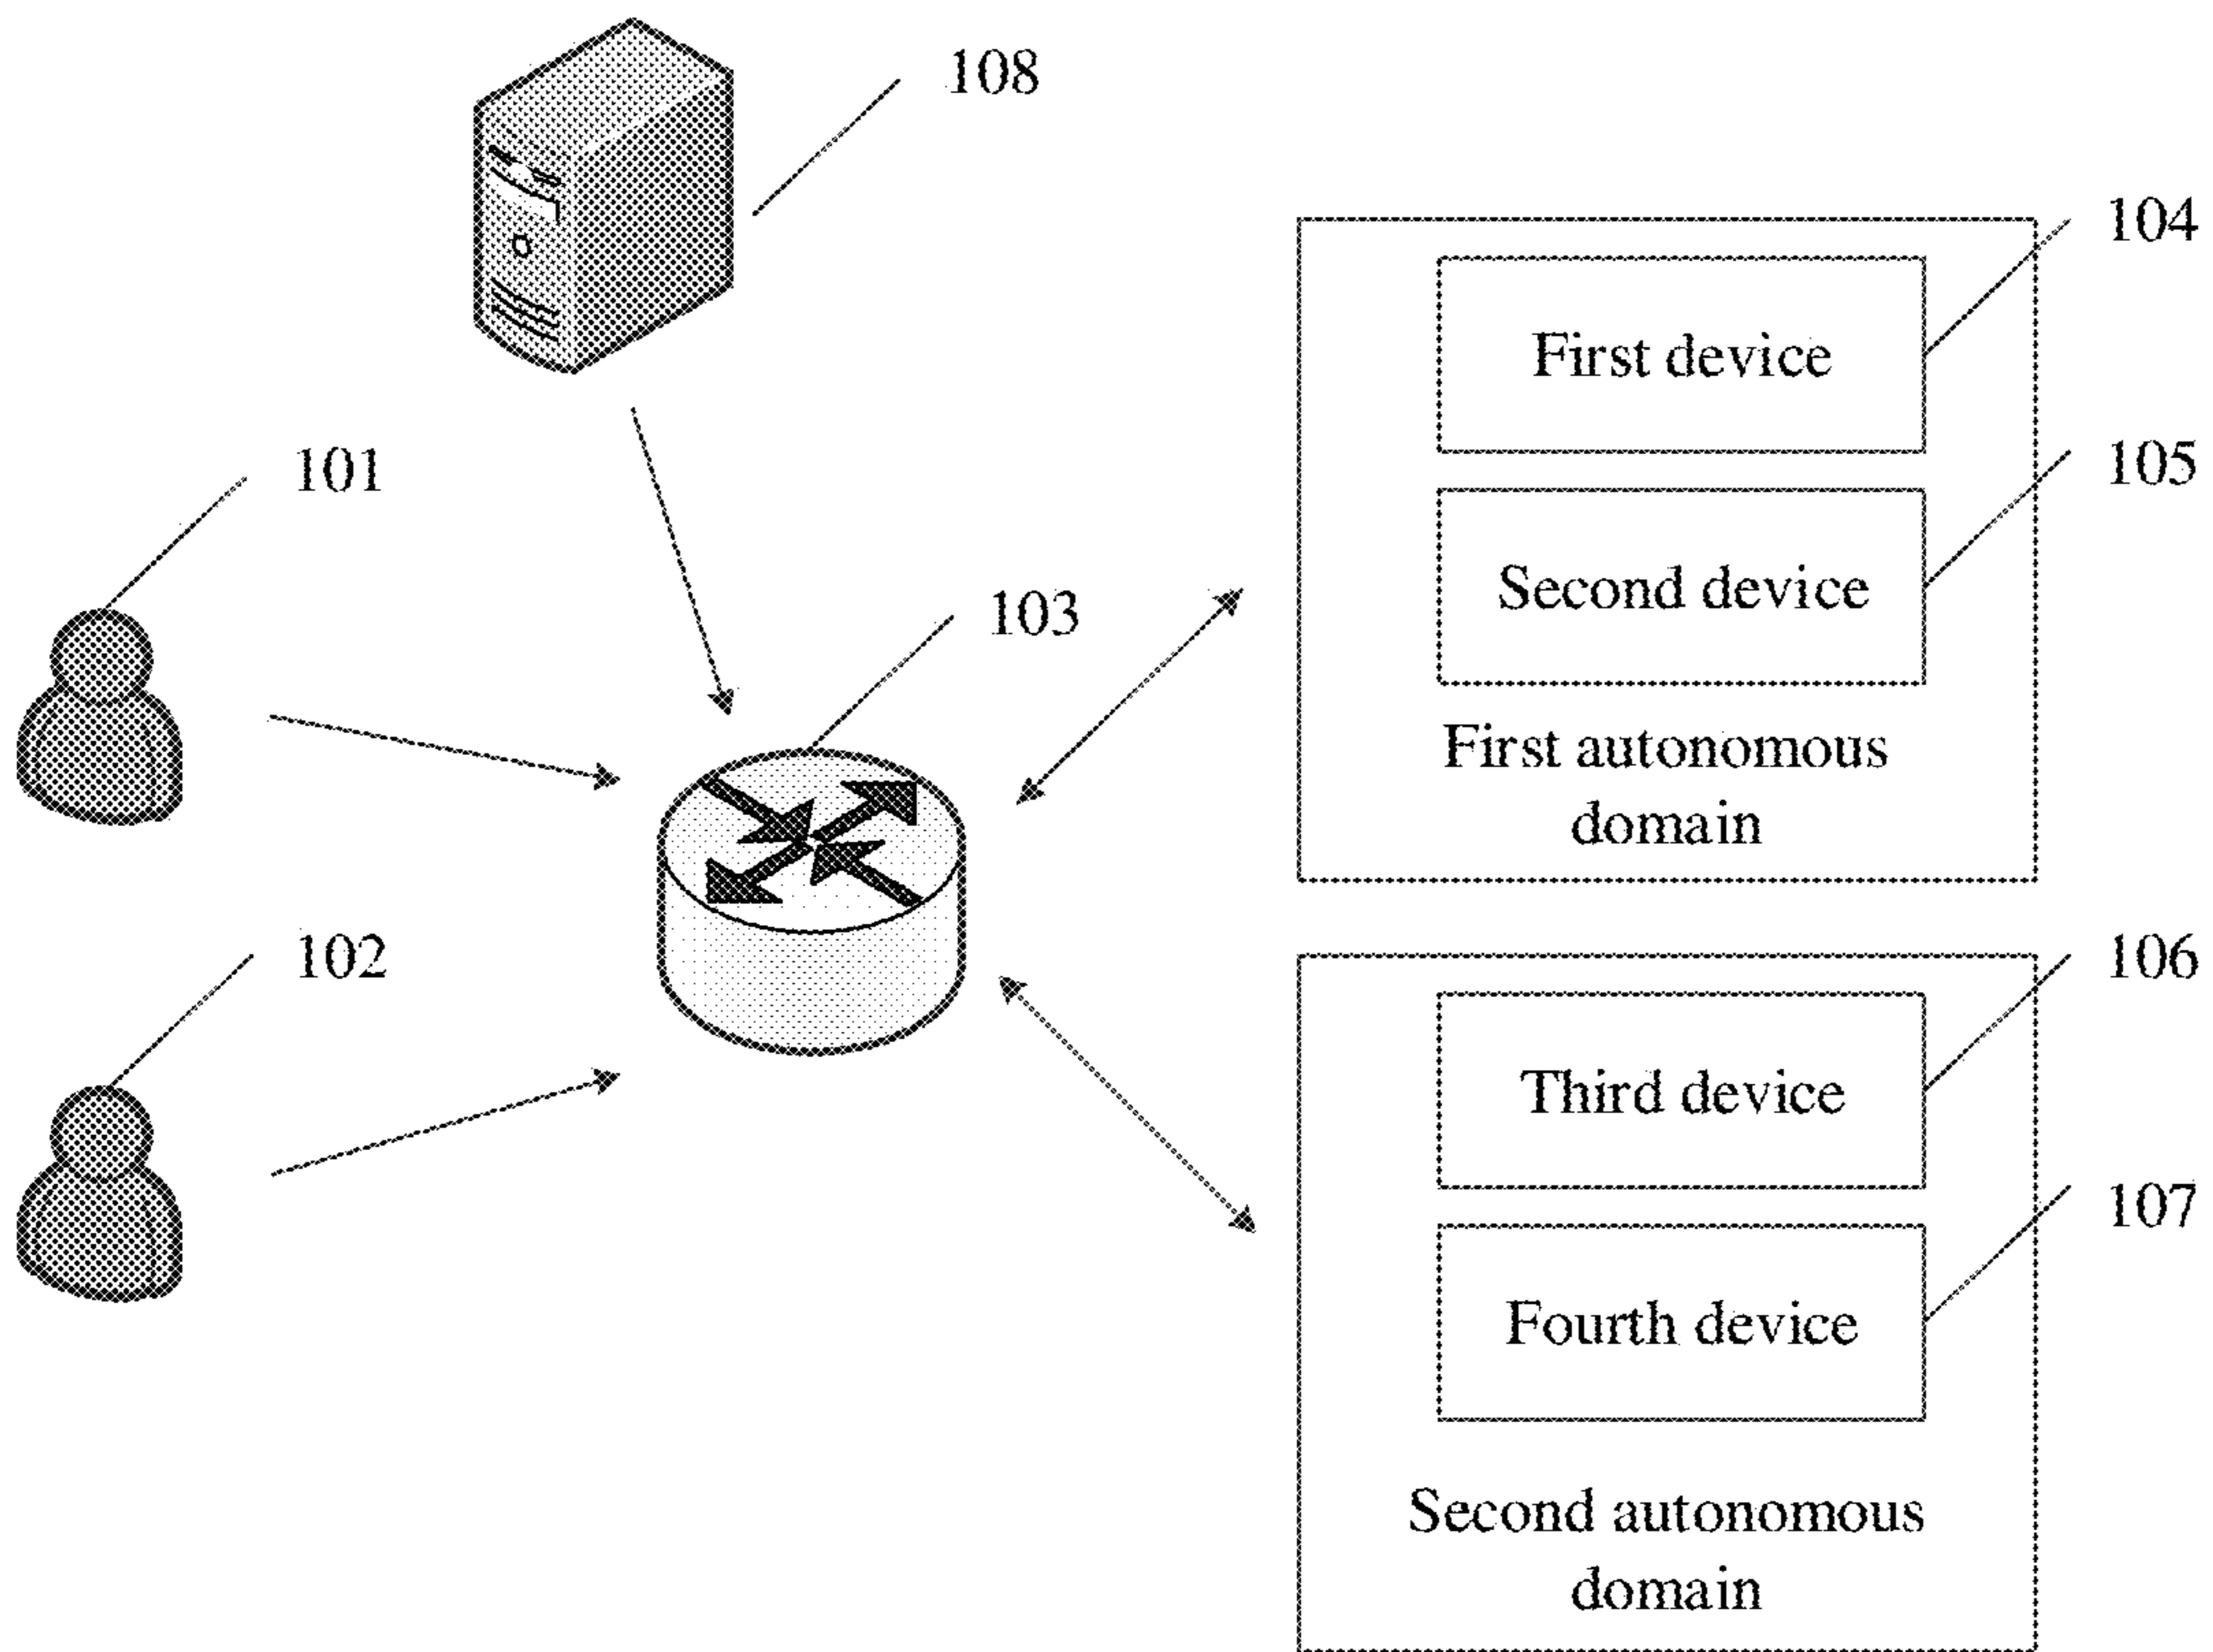 108
104
First device
101
105
Second device
103
First autonomous
domain
102
106
Third device
107
Fourth device
Second autonomous
domain